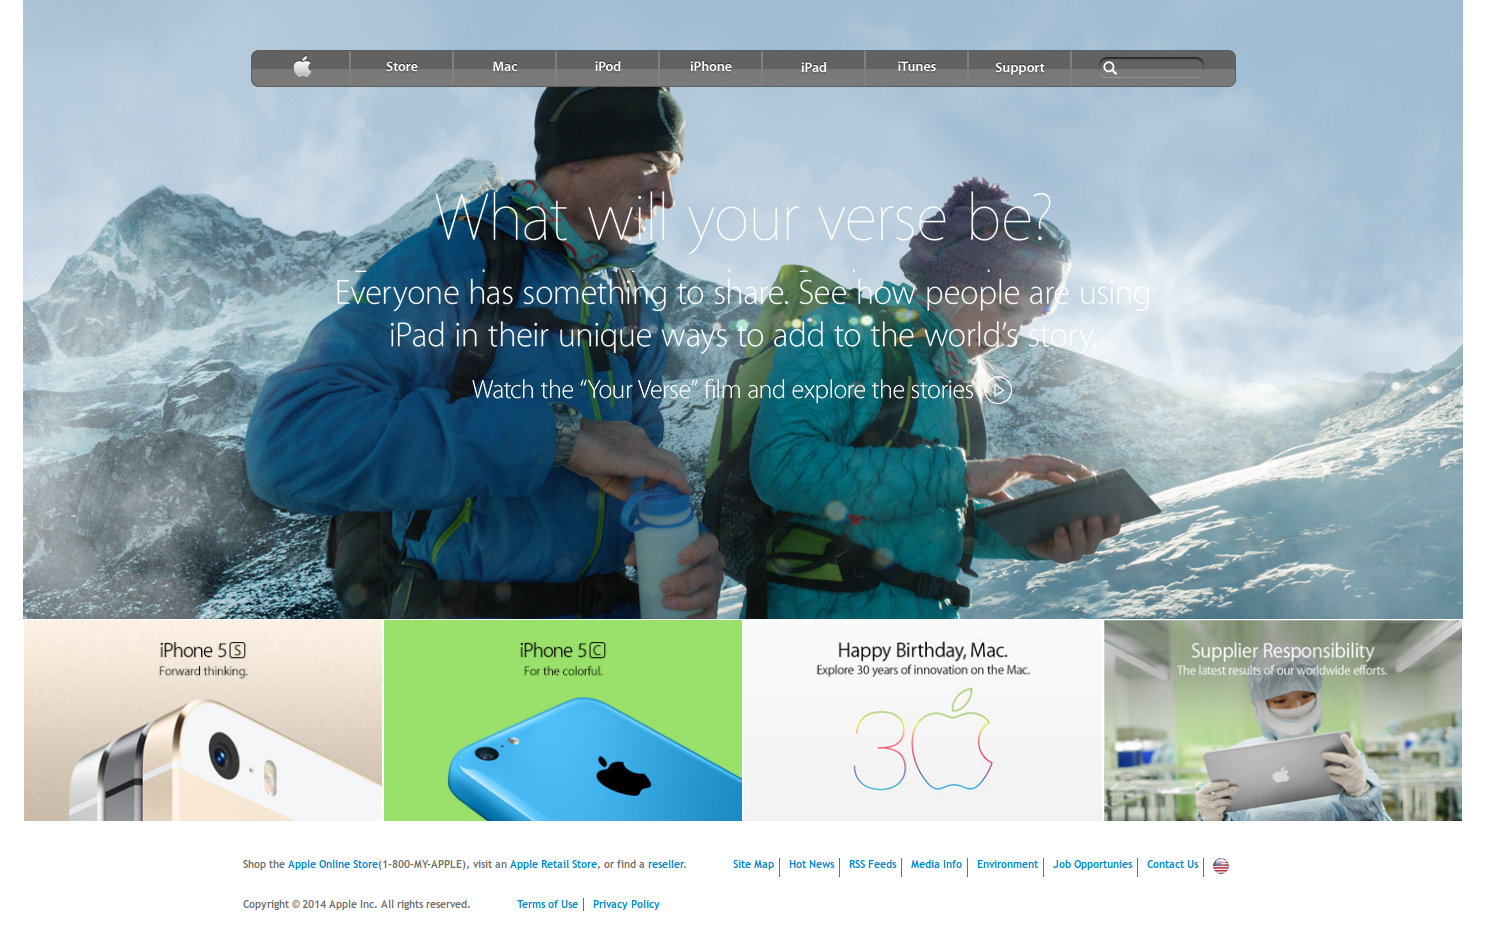 Store Mac iPod iPhone iPad iTunes Support
What will your verse be?
Everyone has something to share. See how people are using
iPad in their unique ways to add to the world's story.
Watch the “Your Verse” film and explore the stories
iPhone 5S
Forward thinking.
iPhone 5C
For the colorful.
Happy Birthday, Mac.
Explore 30 years of innovation on the Mac.
30
Supplier Responsibility
The latest results of our worldwide efforts.
Shop the Apple Online Store(1-800-MY-APPLE), visit an Apple Retail Store, or find a reseller.
Site Map Hot News RSS Feeds Media Info Environment Job Opportunies Contact Us
Copyright © 2014 Apple Inc. All rights reserved.
Terms of Use Privacy Policy